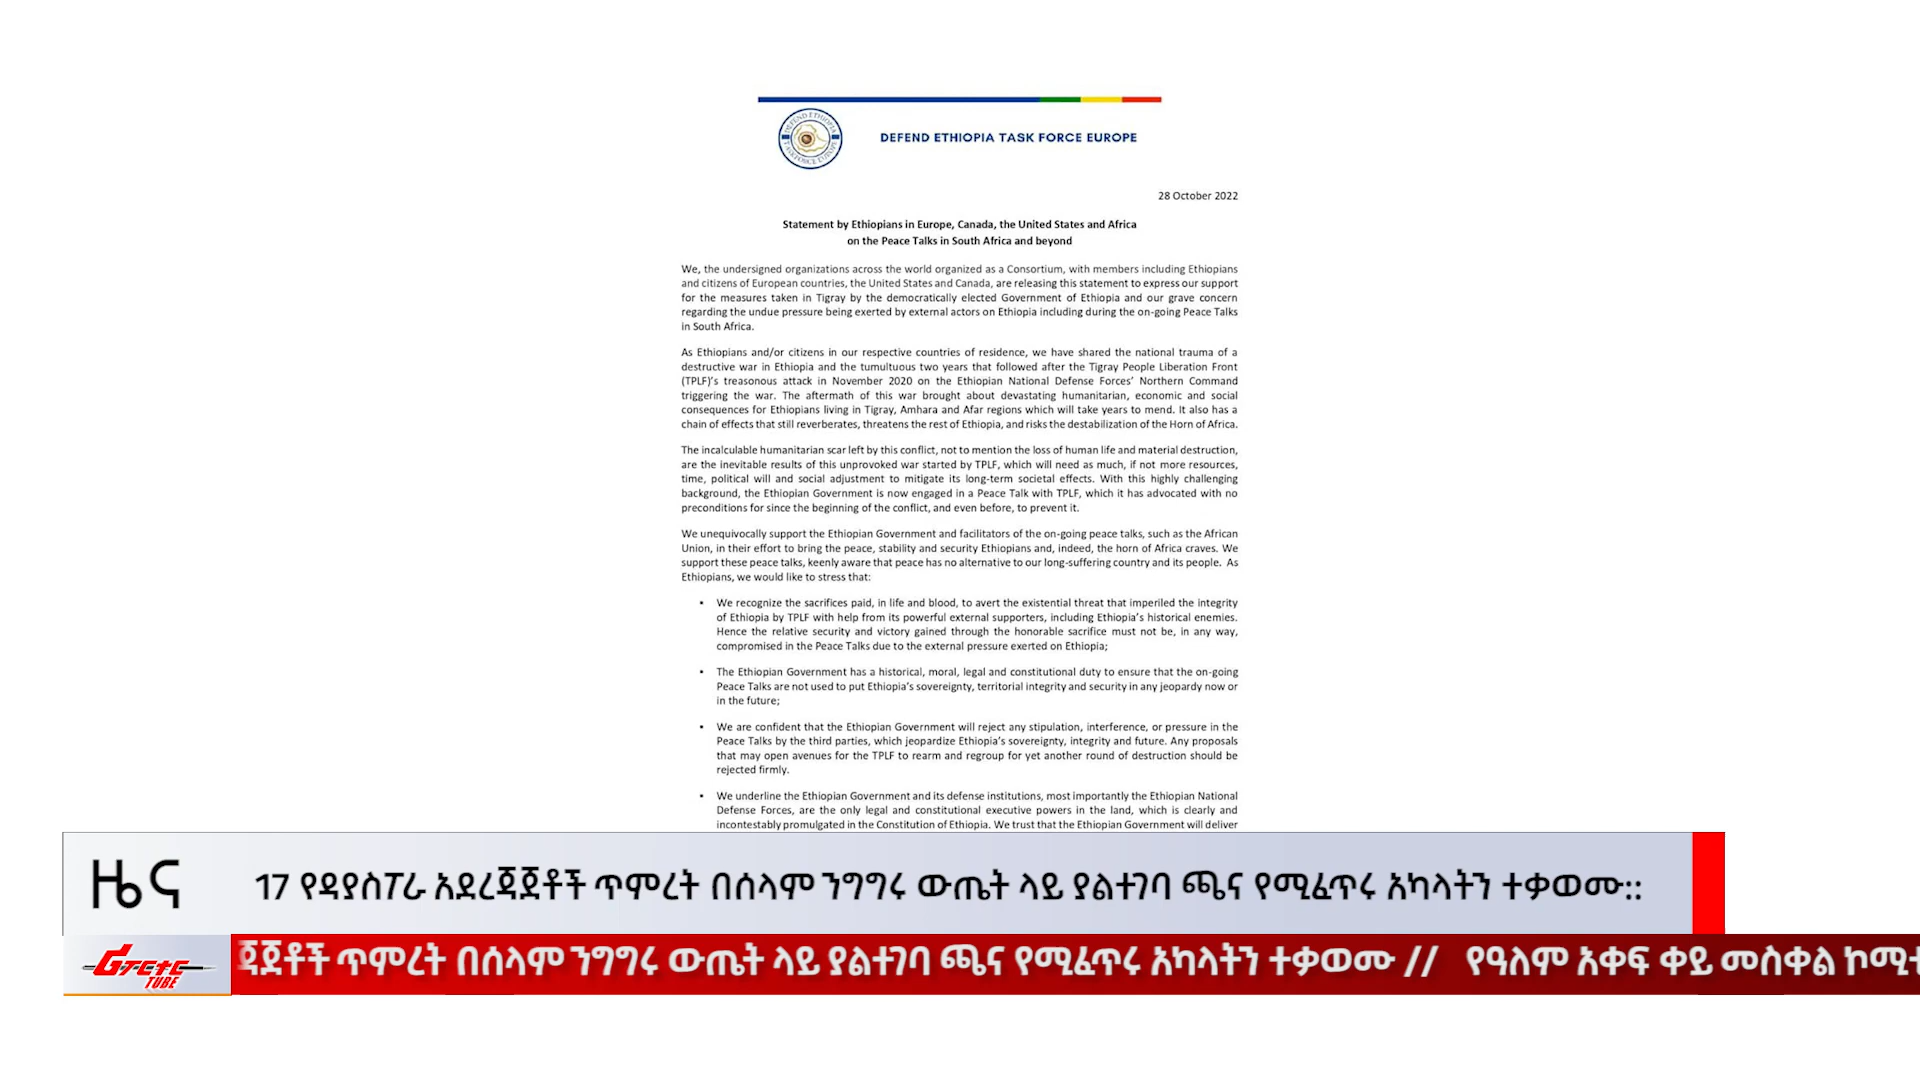 DEFEND ETHIOPIA TASK FORCE EUROPE
28 October 2022
Statement by Ethiopians in Europe, Canada, the United States and Africa
on the Peace Talks in South Africa and beyond
We, the undersigned organizations across the world organized as a Consortium, with members including Ethiopians
and citizens of European countries, the United States and Canada, are releasing this statement to express our support
for the measures taken in Tigray by the democratically elected Government of Ethiopia and our grave concern
regarding the undue pressure being exerted by external actors on Ethiopia including during the on-going Peace Talks
in South Africa.
As Ethiopians and/or citizens in our respective countries of residence, we have shared the national trauma of a
destructive war in Ethiopia and the tumultuous two years that followed after the Tigray People Liberation Front
(TPLF)'s treasonous attack in November 2020 on the Ethiopian National Defense Forces' Northern Command
triggering the war. The aftermath of this war brought about devastating humanitarian, economic and social
consequences for Ethiopians living in Tigray, Amhara and Afar regions which will take years to mend. It also has a
chain of effects that still reverberates, threatens the rest of Ethiopia, and risks the destabilization of the Horn of Africa.
The incalculable humanitarian scar left by this conflict, not to mention the loss of human life and material destruction,
are the inevitable results of this unprovoked war started by TPLF, which will need as much, if not more resources,
time, political will and social adjustment to mitigate its long-term societal effects. With this highly challenging
background, the Ethiopian Government is now engaged in a Peace Talk with TPLF, which it has advocated with no
preconditions for since the beginning of the conflict, and even before, to prevent it.
We unequivocally support the Ethiopian Government and facilitators of the on-going peace talks, such as the African
Union, in their effort to bring the peace, stability and security Ethiopians and, indeed, the horn of Africa craves. We
support these peace talks, keenly aware that peace has no alternative to our long-suffering country and its people. As
Ethiopians, we would like to stress that:
▪ We recognize the sacrifices paid, in life and blood, to avert the existential threat that imperiled the integrity
of Ethiopia by TPLF with help from its powerful external supporters, including Ethiopia's historical enemies.
Hence the relative security and victory gained through the honorable sacrifice must not be, in any way,
compromised in the Peace Talks due to the external pressure exerted on Ethiopia;
▪ The Ethiopian Government has a historical, moral, legal and constitutional duty to ensure that the on-going
Peace Talks are not used to put Ethiopia's sovereignty, territorial integrity and security in any jeopardy now or
in the future;
▪ We are confident that the Ethiopian Government will reject any stipulation, interference, or pressure in the
Peace Talks by the third parties, which jeopardize Ethiopia's sovereignty, integrity and future. Any proposals
that may open avenues for the TPLF to rearm and regroup for yet another round of destruction should be
rejected firmly.
▪ We underline the Ethiopian Government and its defense institutions, most importantly the Ethiopian National
Defense Forces, are the only legal and constitutional executive powers in the land, which is clearly and
incontestably promulgated in the Constitution of Ethiopia. We trust that the Ethiopian Government will deliver
ዜና
17 የዳያስፖራ አደረጃጀቶች ጥምረት በሰላም ንግግሩ ውጤት ላይ ያልተገባ ጫና የሚፈጥሩ አካላትን ተቃወሙ፡፡
ጃጀቶች ጥምረት በሰላም ንግግሩ ውጤት ላይ ያልተገባ ጫና የሚፈጥሩ አካላትን ተቃወሙ // የዓለም አቀፍ ቀይ መስቀል ኮሚ
TUBE